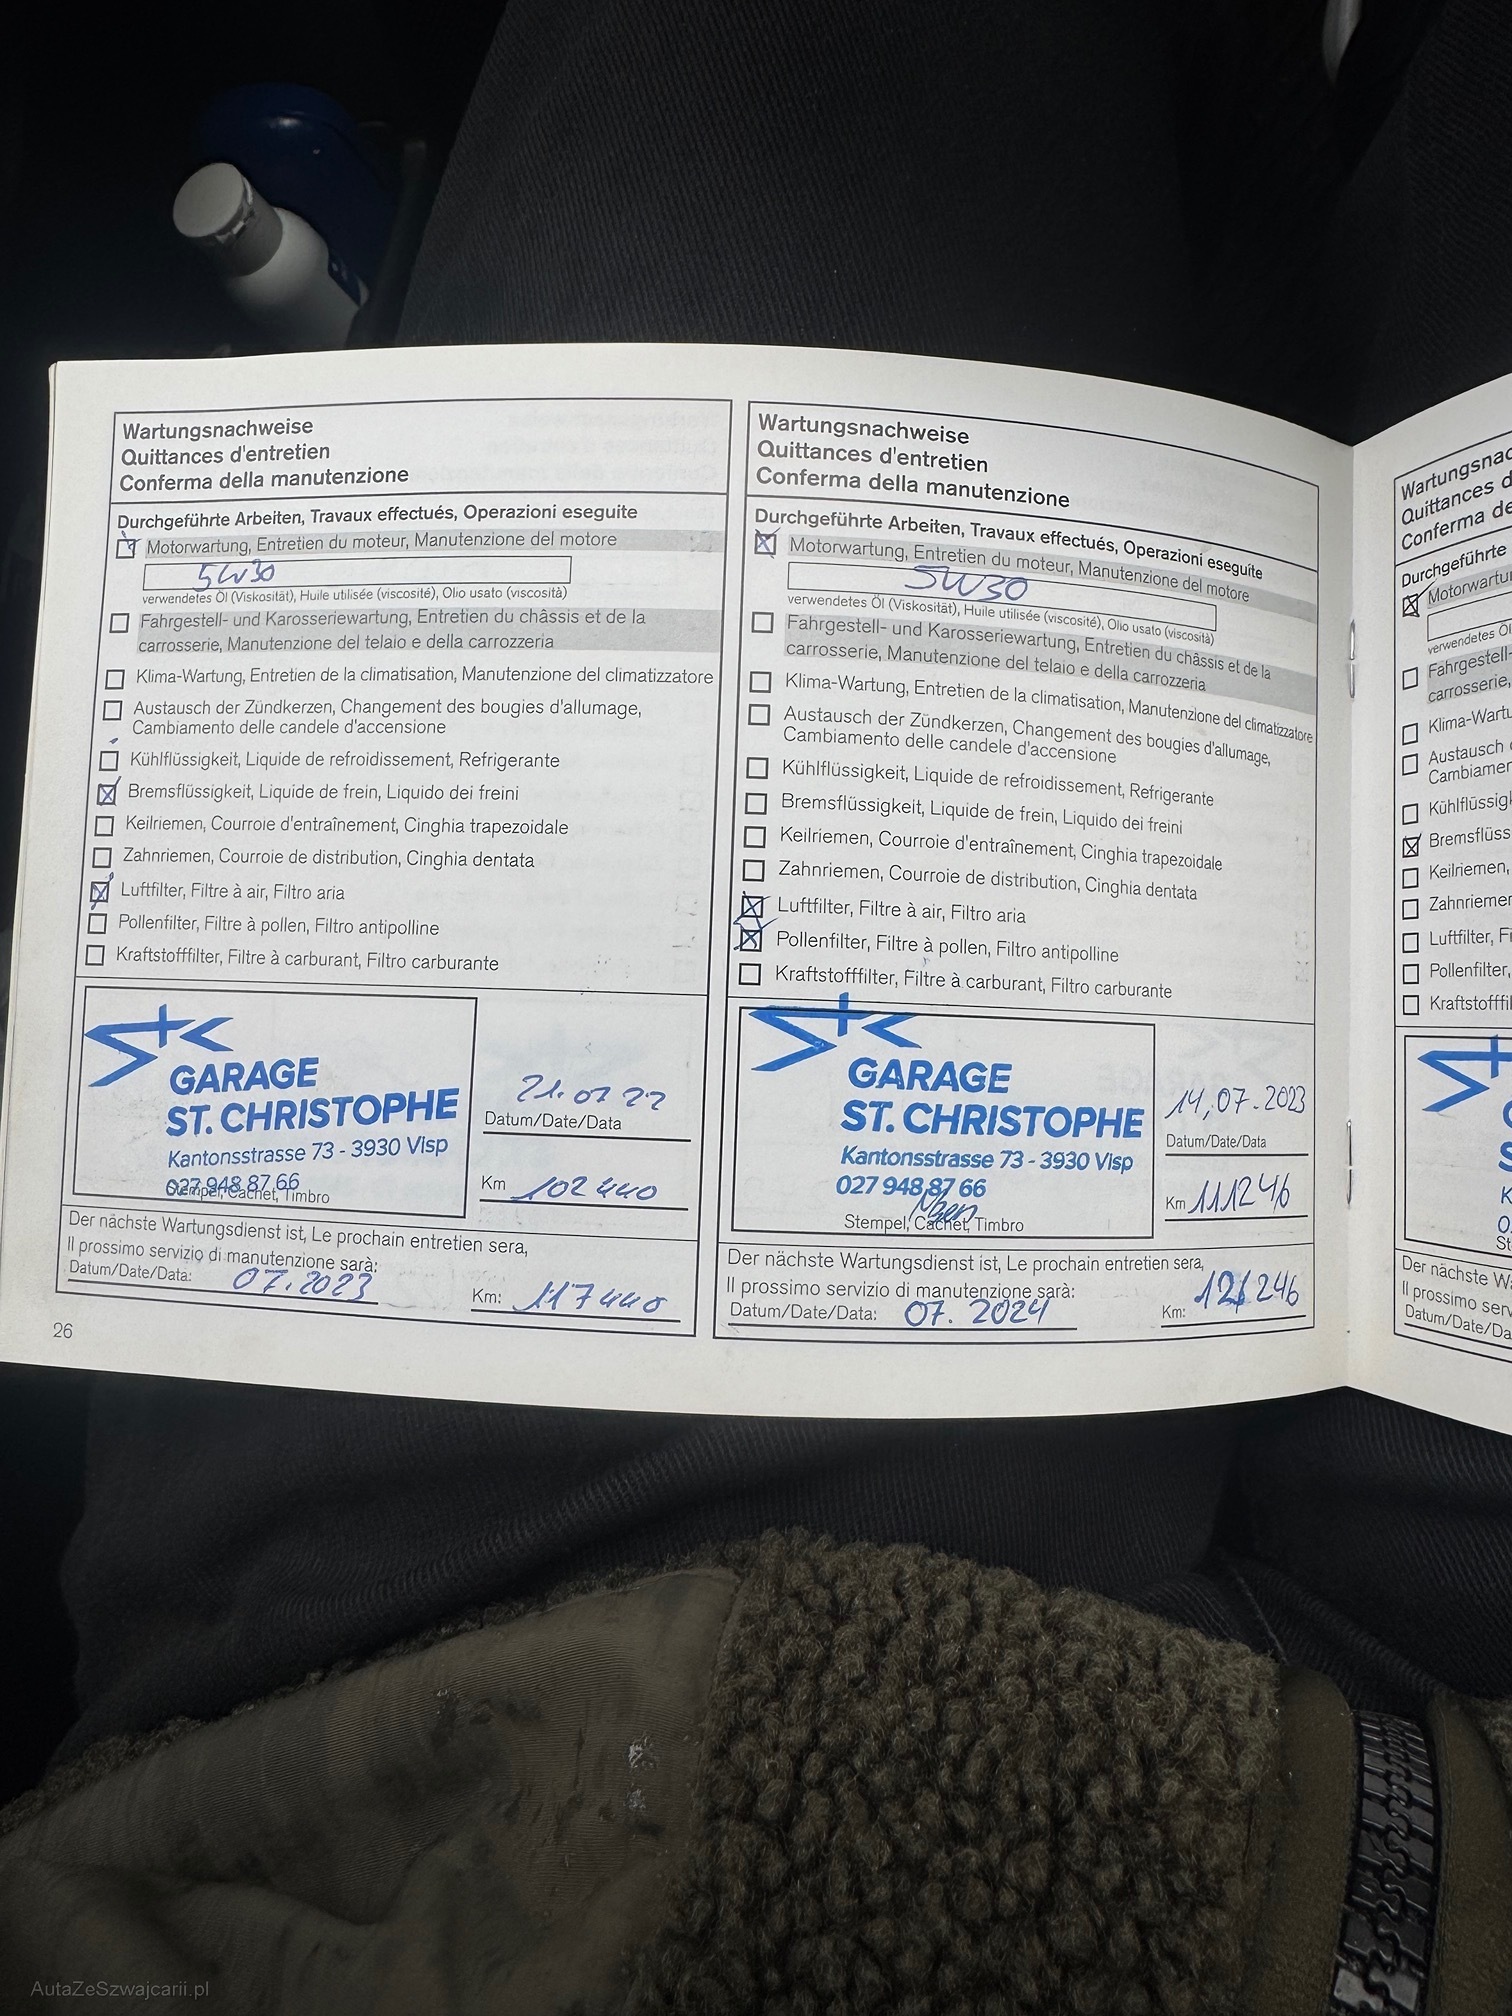 Wartungsnachweise
Quittances d'entretien
Conferma della manutenzione
Durchgeführte Arbeiten, Travaux effectués, Operazioni eseguite
Motorwartung, Entretien du moteur, Manutenzione del motore
5W30
verwendetes Öl (Viskosität), Huile utilisée (viscosité), Olio usato (viscosità)
Fahrgestell- und Karosseriewartung, Entretien du châssis et de la
carrosserie, Manutenzione del telaio e della carrozzeria
Klima-Wartung, Entretien de la climatisation, Manutenzione del climatizzatore
Austausch der Zündkerzen, Changement des bougies d'allumage,
Cambiamento delle candele d'accensione
Kühlflüssigkeit, Liquide de refroidissement, Refrigerante
Bremsflüssigkeit, Liquide de frein, Liquido dei freini
Keilriemen, Courroie d'entraînement, Cinghia trapezoidale
Zahnriemen, Courroie de distribution, Cinghia dentata
Luftfilter, Filtre à air, Filtro aria
Pollenfilter, Filtre à pollen, Filtro antipolline
Kraftstofffilter, Filtre à carburant, Filtro carburante
GARAGE
ST. CHRISTOPHE
Kantonsstrasse 73 - 3930 Visp
027 948 87 66
Stempel, Cachet, Timbro
21.07 22
Datum/Date/Data
Km 102440
Der nächste Wartungsdienst ist, Le prochain entretien sera,
Il prossimo servizio di manutenzione sarà:
Datum/Date/Data: 07.2023 Km: 117440
26
Wartungsnachweise
Quittances d'entretien
Conferma della manutenzione
Durchgeführte Arbeiten, Travaux effectués, Operazioni eseguite
Motorwartung, Entretien du moteur, Manutenzione del motore
5W30
verwendetes Öl (Viskosität), Huile utilisée (viscosité), Olio usato (viscosità)
Fahrgestell- und Karosseriewartung, Entretien du châssis et de la
carrosserie, Manutenzione del telaio e della carrozzeria
Klima-Wartung, Entretien de la climatisation, Manutenzione del climatizzatore
Austausch der Zündkerzen, Changement des bougies d'allumage,
Cambiamento delle candele d'accensione
Kühlflüssigkeit, Liquide de refroidissement, Refrigerante
Bremsflüssigkeit, Liquide de frein, Liquido dei freini
Keilriemen, Courroie d'entraînement, Cinghia trapezoidale
Zahnriemen, Courroie de distribution, Cinghia dentata
Luftfilter, Filtre à air, Filtro aria
Pollenfilter, Filtre à pollen, Filtro antipolline
Kraftstofffilter, Filtre à carburant, Filtro carburante
GARAGE
ST. CHRISTOPHE
Kantonsstrasse 73 - 3930 Visp
027 948 87 66
Stempel, Cachet, Timbro
14,07.2023
Datum/Date/Data
Km 111246
Der nächste Wartungsdienst ist, Le prochain entretien sera,
Il prossimo servizio di manutenzione sarà:
Datum/Date/Data: 07. 2024 Km: 121246
Quittances
Conferma
Durchgeführte
verwendetes Öl
Fahrgestell-
carrosserie,
Austausch
Keilriemen,
Luftfilter,
Pollenfilter,
Der nächste
Il prossimo
AutaZeSzwajcarii.pl